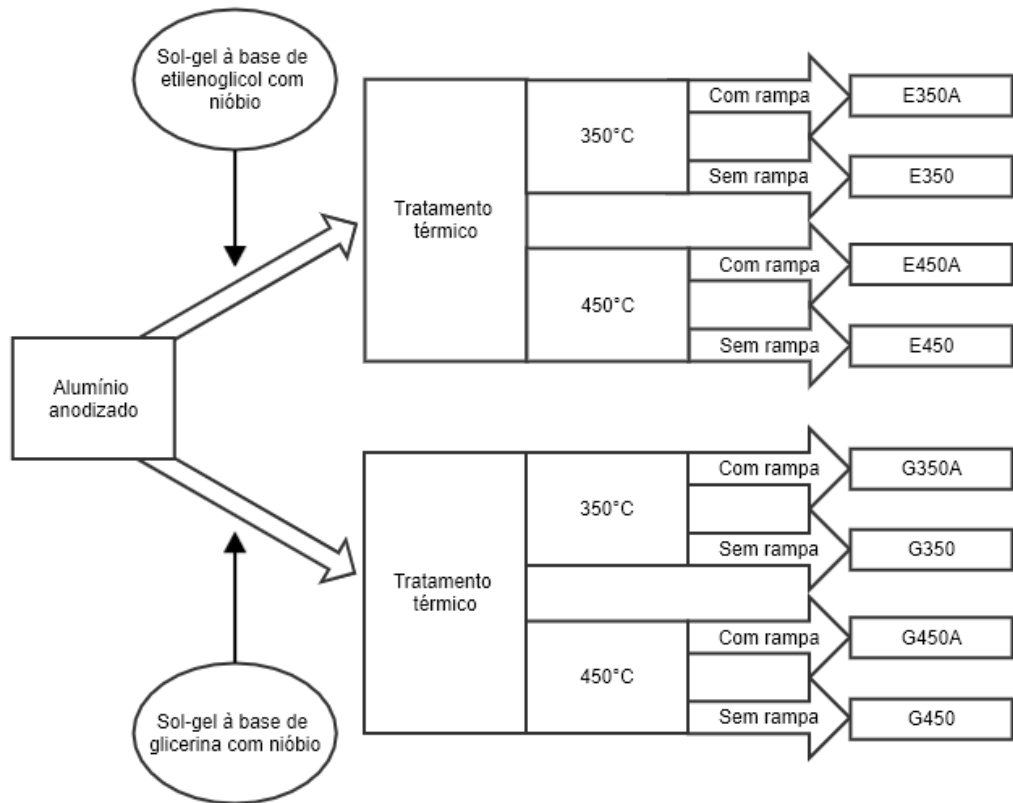 Sol-gel à base de
etilenoglicol com
nióbio
Com rampa
E350A
350°C
Sem rampa
E350
Tratamento
térmico
Com rampa
E450A
450°C
Sem rampa
E450
Alumínio
anodizado
Com rampa
G350A
350°C
Sem rampa
G350
Tratamento
térmico
Com rampa
G450A
450°C
Sem rampa
G450
Sol-gel à base de
glicerina com nióbio